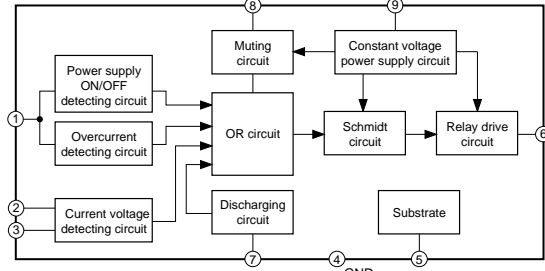 8
9
Muting
circuit
Constant voltage
power supply circuit
Power supply
ON/OFF
detecting circuit
1
Overcurrent
detecting circuit
OR circuit
Schmidt
circuit
Relay drive
circuit
6
2
3
Current voltage
detecting circuit
Discharging
circuit
Substrate
7
4
5
GND